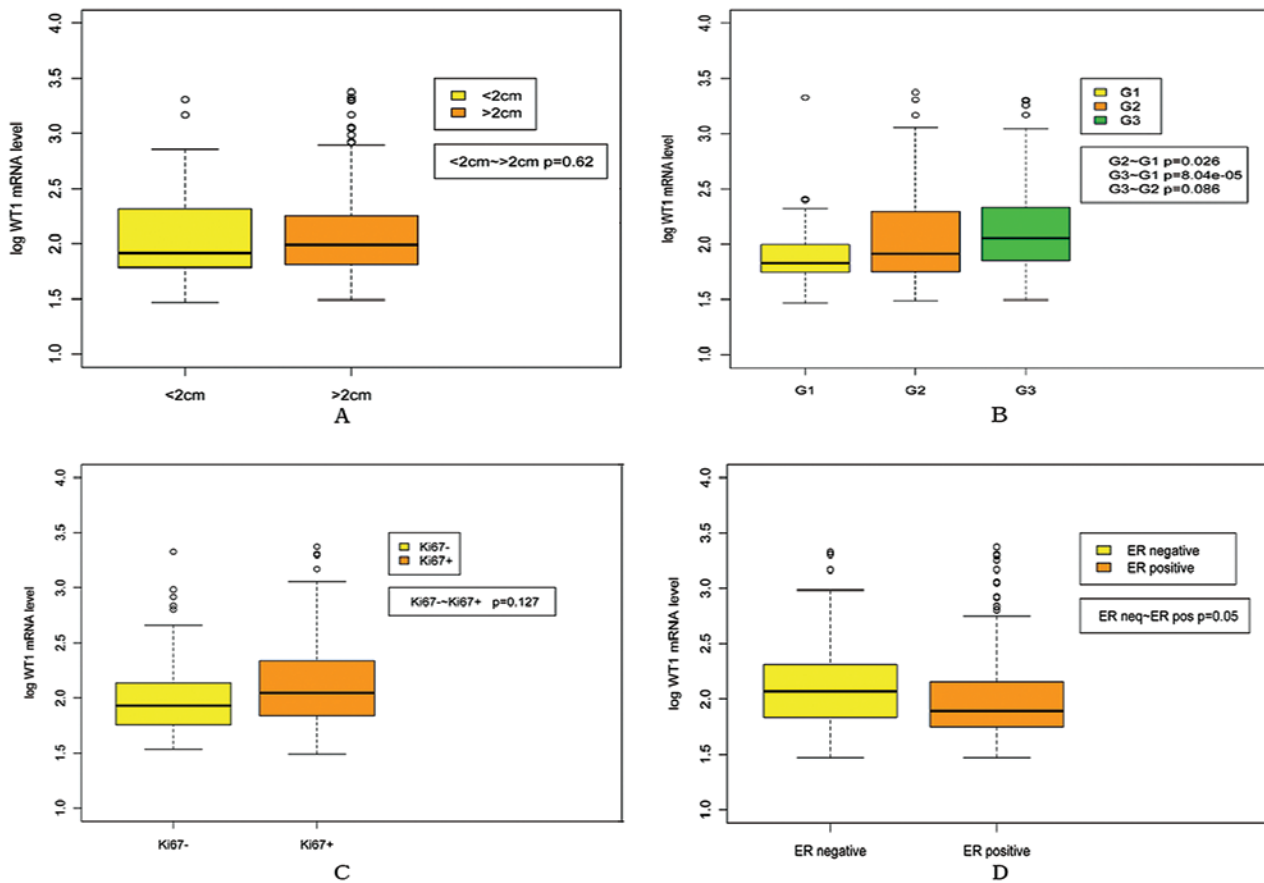 4.0
3.5
3.0
2.5
2.0
1.5
1.0
log WT1 mRNA level
<2cm
>2cm
<2cm~>2cm p=0.62
<2cm
>2cm
A
4.0
3.5
3.0
2.5
2.0
1.5
1.0
log WT1 mRNA level
G1
G2
G3
G2~G1 p=0.026
G3~G1 p=8.04e-05
G3~G2 p=0.086
G1
G2
G3
B
4.0
3.5
3.0
2.5
2.0
1.5
1.0
log WT1 mRNA level
Ki67-
Ki67+
Ki67-~Ki67+ p=0.127
Ki67-
Ki67+
C
4.0
3.5
3.0
2.5
2.0
1.5
1.0
log WT1 mRNA level
ER negative
ER positive
ER neq~ER pos p=0.05
ER negative
ER positive
D